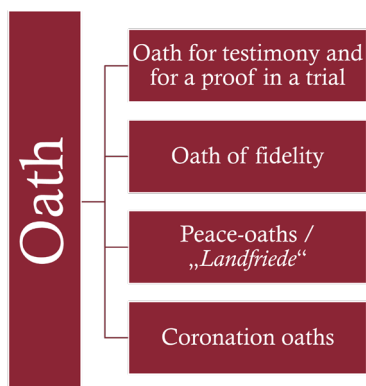 Oath
Oath for testimony and
for a proof in a trial
Oath of fidelity
Peace-oaths /
„Landfriede“
Coronation oaths